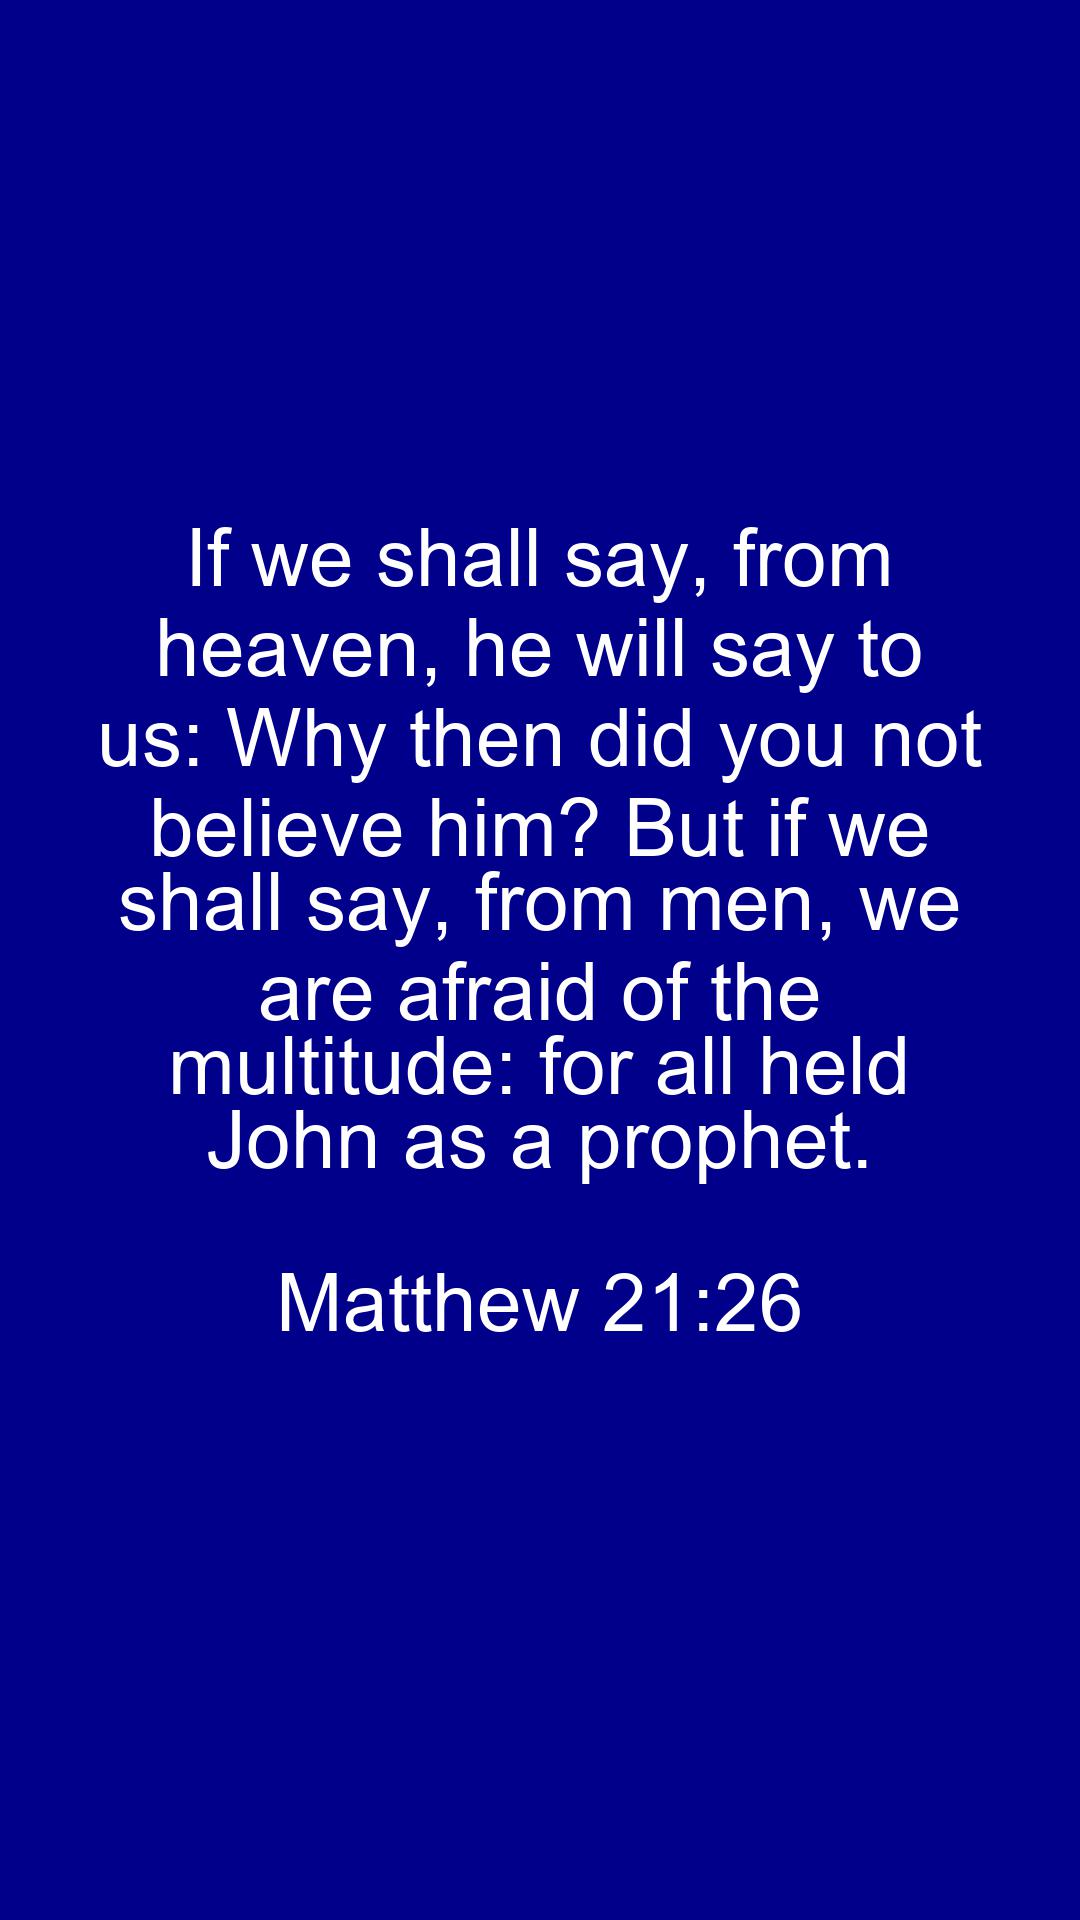 If we shall say, from
heaven, he will say to
us: Why then did you not
believe him? But if we
shall say, from men, we
are afraid of the
multitude: for all held
John as a prophet.
Matthew 21:26